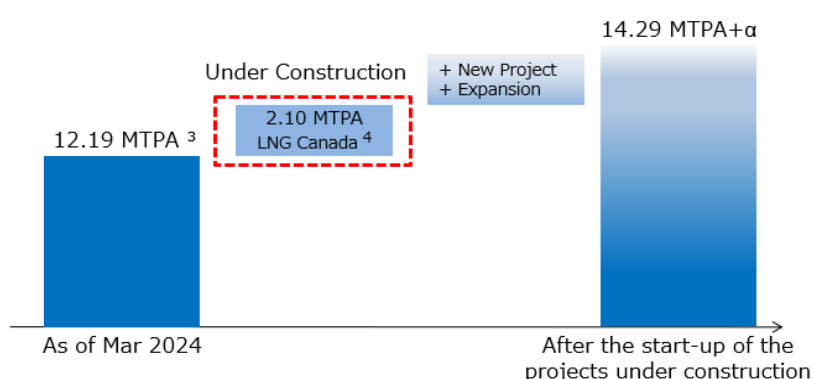 14.29 MTPA+α
Under Construction
+ New Project
+ Expansion
12.19 MTPA ³
2.10 MTPA
LNG Canada ⁴
As of Mar 2024
After the start-up of the
projects under construction